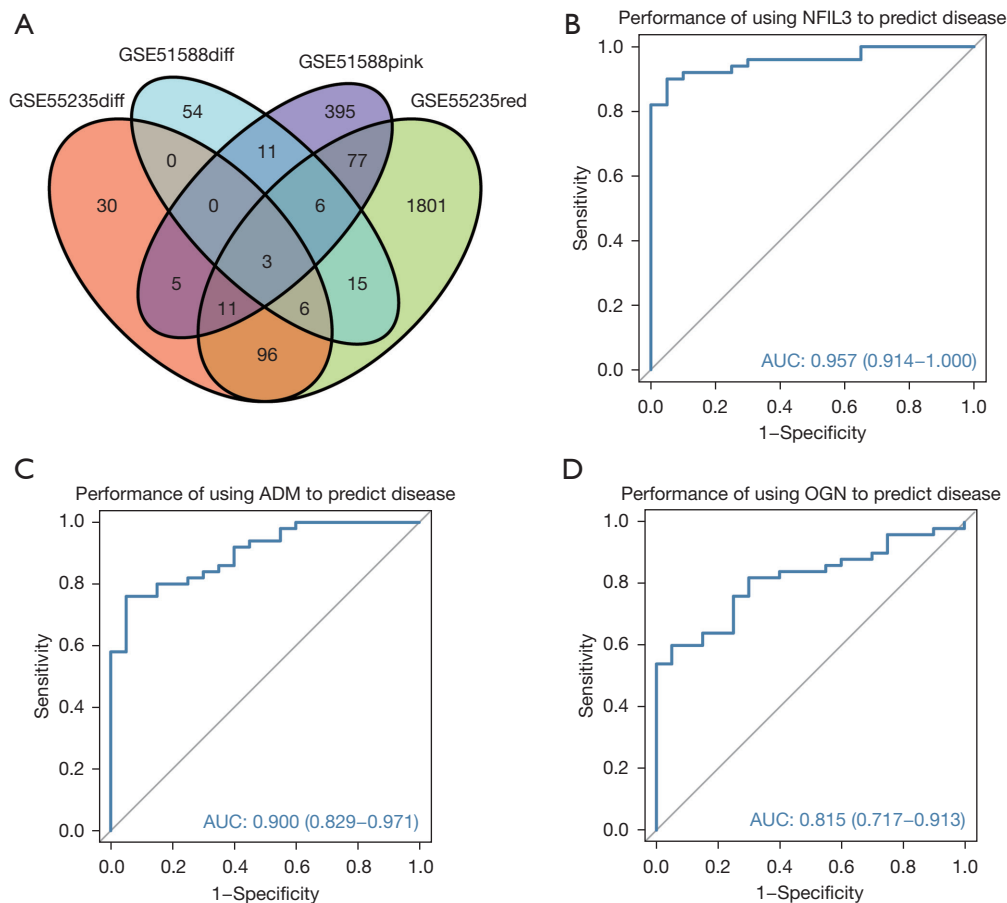 A
GSE55235diff
GSE51588diff
GSE51588pink
GSE55235red
54
395
0
11
77
30
0
6
1801
3
5
15
11
6
96
B
Performance of using NFIL3 to predict disease
1.0
0.8
0.6
0.4
0.2
0.0
Sensitivity
AUC: 0.957 (0.914–1.000)
0.0 0.2 0.4 0.6 0.8 1.0
1–Specificity
C
Performance of using ADM to predict disease
1.0
0.8
0.6
0.4
0.2
0.0
Sensitivity
AUC: 0.900 (0.829–0.971)
0.0 0.2 0.4 0.6 0.8 1.0
1–Specificity
D
Performance of using OGN to predict disease
1.0
0.8
0.6
0.4
0.2
0.0
Sensitivity
AUC: 0.815 (0.717–0.913)
0.0 0.2 0.4 0.6 0.8 1.0
1–Specificity